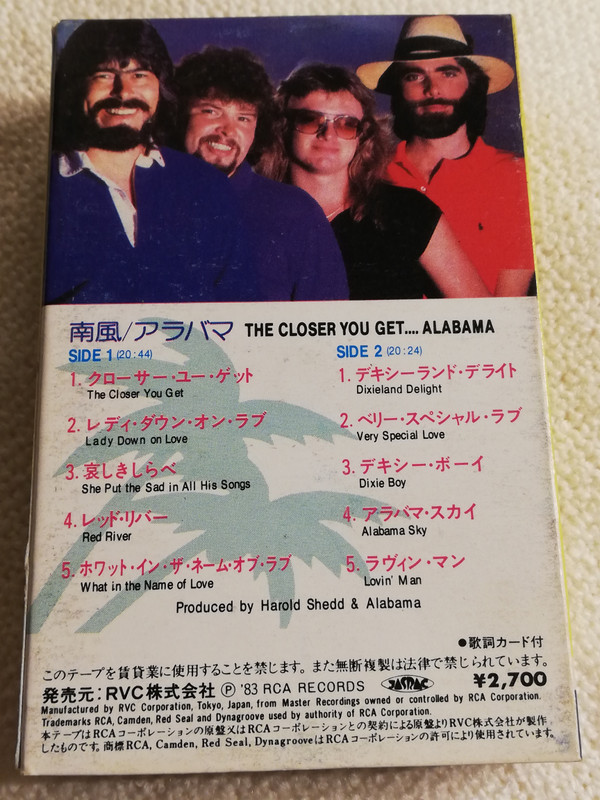 南風/アラバマ THE CLOSER YOU GET.... ALABAMA
SIDE 1 (20:44)
1. クローサー・ユー・ゲット
The Closer You Get
2. レディ・ダウン・オン・ラブ
Lady Down on Love
3. 哀しきしらべ
She Put the Sad in All His Songs
4. レッド・リバー
Red River
5. ホワット・イン・ザ・ネーム・オブ・ラブ
What in the Name of Love
SIDE 2 (20:24)
1. デキシーランド・デライト
Dixieland Delight
2. ベリー・スペシャル・ラブ
Very Special Love
3. デキシー・ボーイ
Dixie Boy
4. アラバマ・スカイ
Alabama Sky
5. ラヴィン・マン
Lovin' Man
Produced by Harold Shedd & Alabama
●歌詞カード付
このテープを賃貸業に使用することを禁じます。また無断複製は法律で禁じられています。
発売元:RVC株式会社 Ⓟ '83 RCA RECORDS JASRAC ¥2,700
Manufactured by RVC Corporation, Tokyo, Japan, from Master Recordings owned or controlled by RCA Corporation.
Trademarks RCA, Camden, Red Seal and Dynagroove used by authority of RCA Corporation.
本テープはRCAコーポレーションの原盤又はRCAコーポレーションとの契約による原盤よりRVC株式会社が製作
したものです。商標RCA, Camden, Red Seal, DynagrooveはRCAコーポレーションの許可により使用されています。